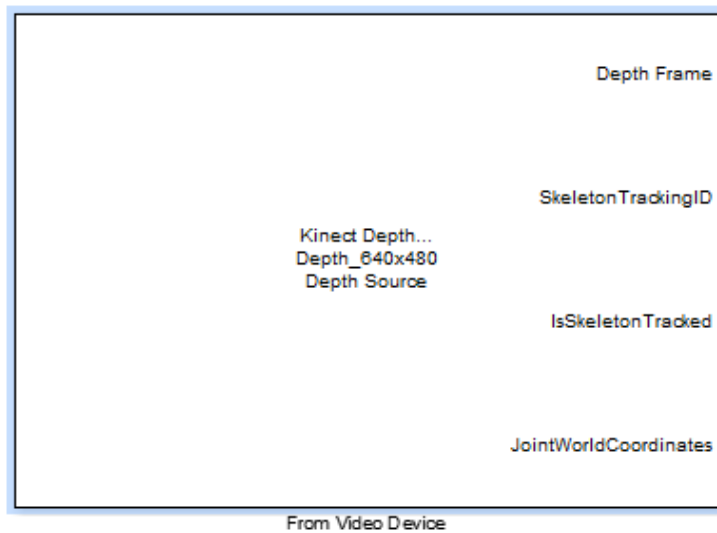 Depth Frame
SkeletonTrackingID
Kinect Depth...
Depth_640x480
Depth Source
IsSkeletonTracked
JointWorldCoordinates
From Video Device